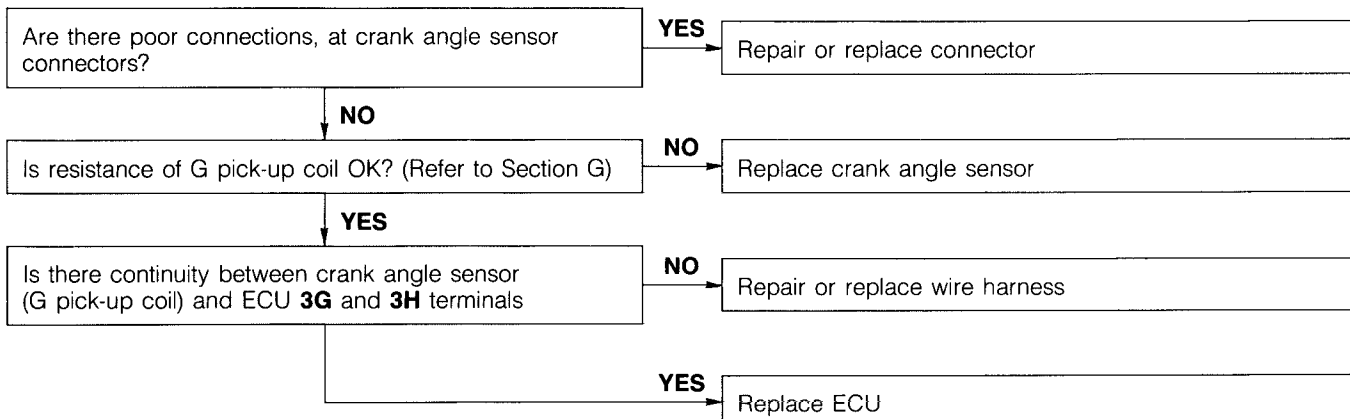 Are there poor connections, at crank angle sensor
connectors?
YES
Repair or replace connector
NO
Is resistance of G pick-up coil OK? (Refer to Section G)
NO
Replace crank angle sensor
YES
Is there continuity between crank angle sensor
(G pick-up coil) and ECU 3G and 3H terminals
NO
Repair or replace wire harness
YES
Replace ECU